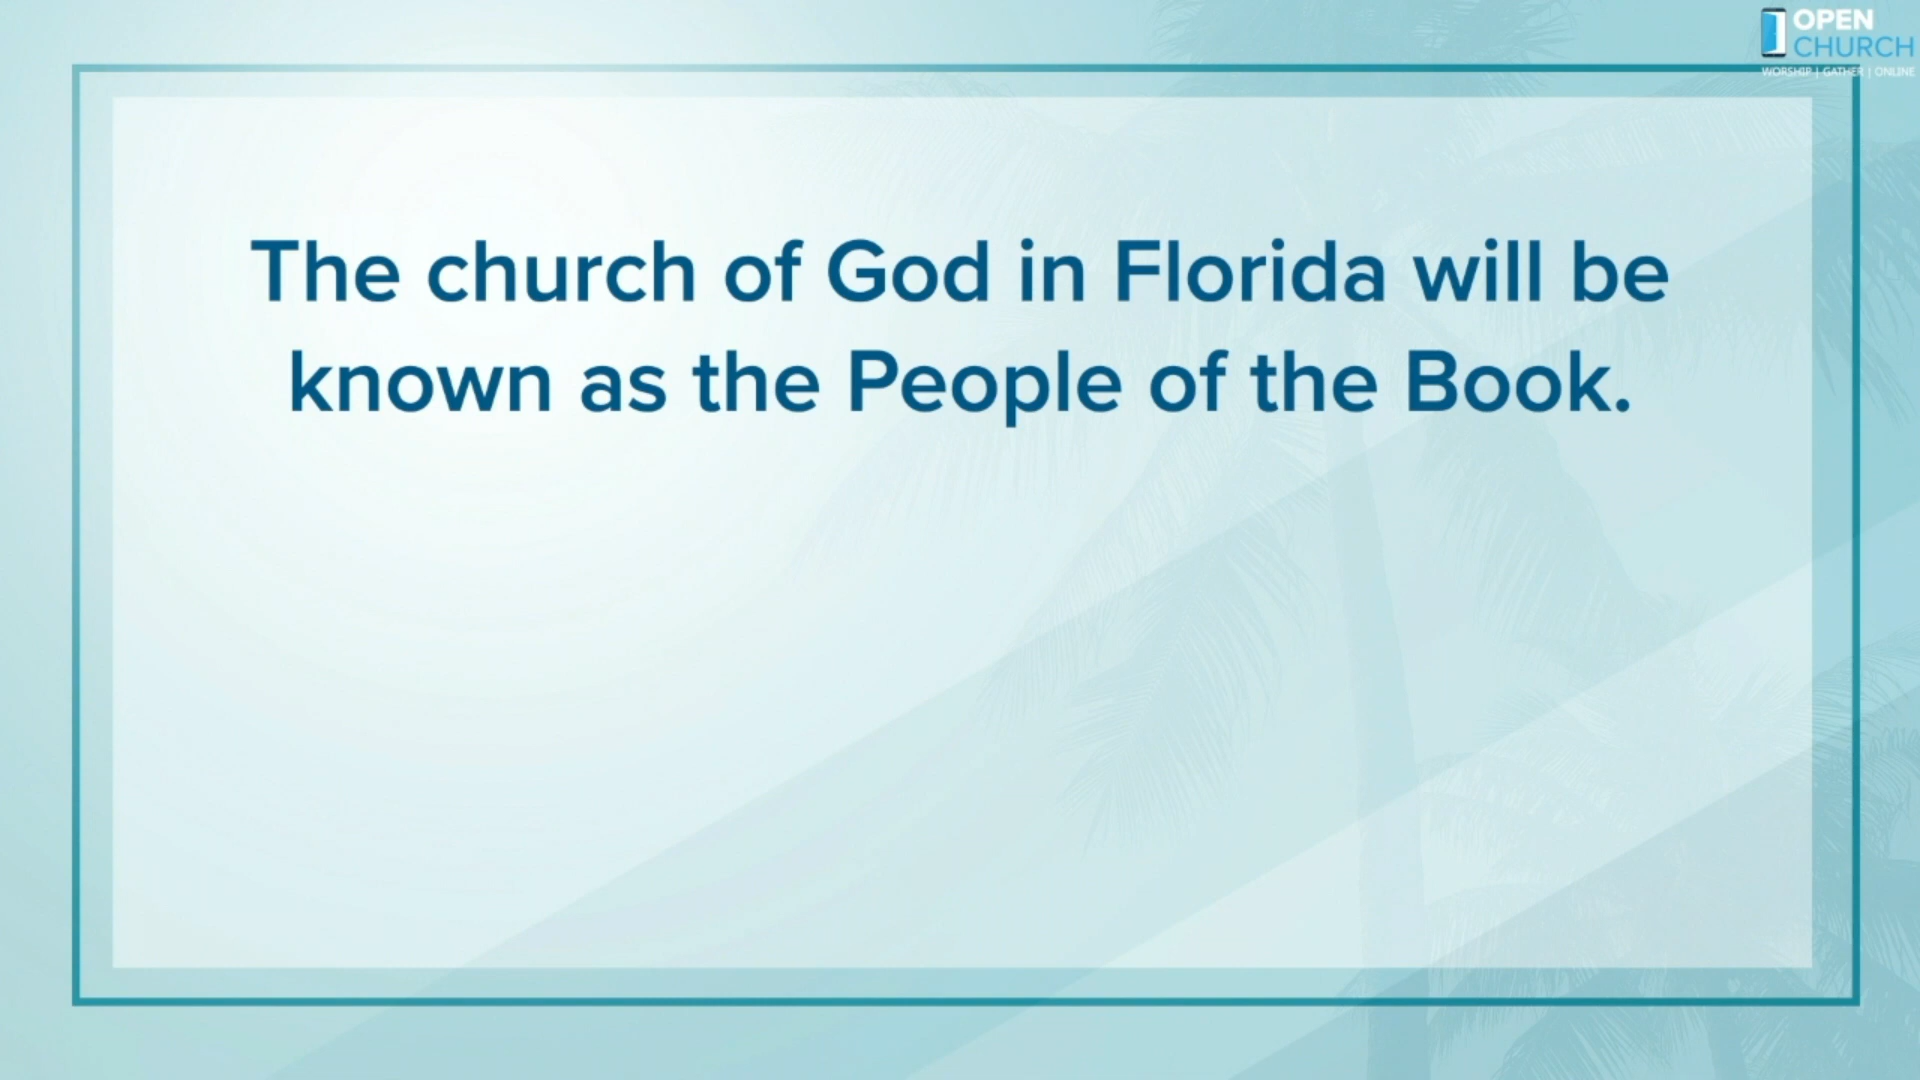 OPEN
CHURCH
WORSHIP | GATHER | ONLINE
The church of God in Florida will be
known as the People of the Book.